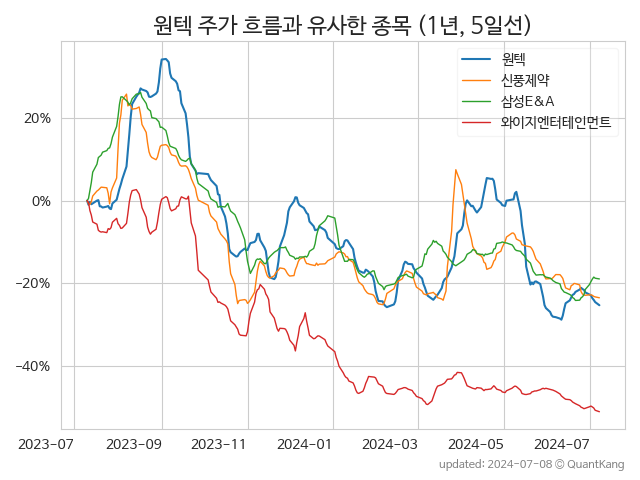 원텍 주가 흐름과 유사한 종목 (1년, 5일선)
원텍
신풍제약
삼성E&A
와이지엔터테인먼트
20%
0%
−20%
−40%
2023−07 2023−09 2023−11 2024−01 2024−03 2024−05 2024−07
updated: 2024-07-08 © QuantKang